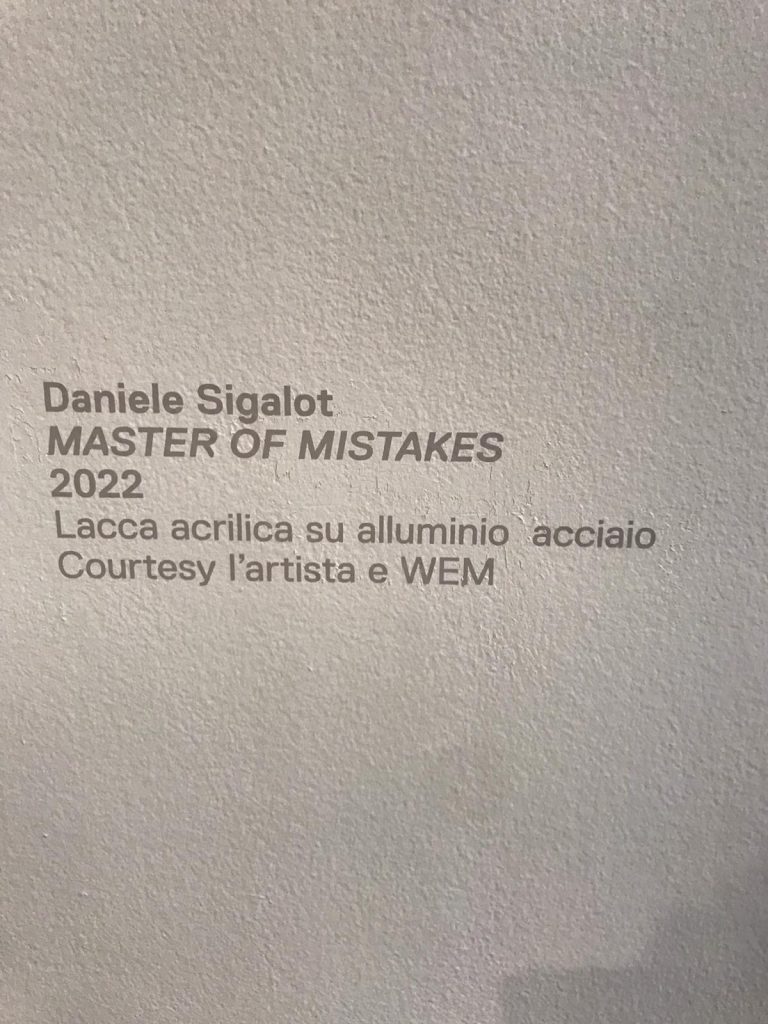 Daniele Sigalot
MASTER OF MISTAKES
2022
Lacca acrilica su alluminio  acciaio
Courtesy l'artista e WEM